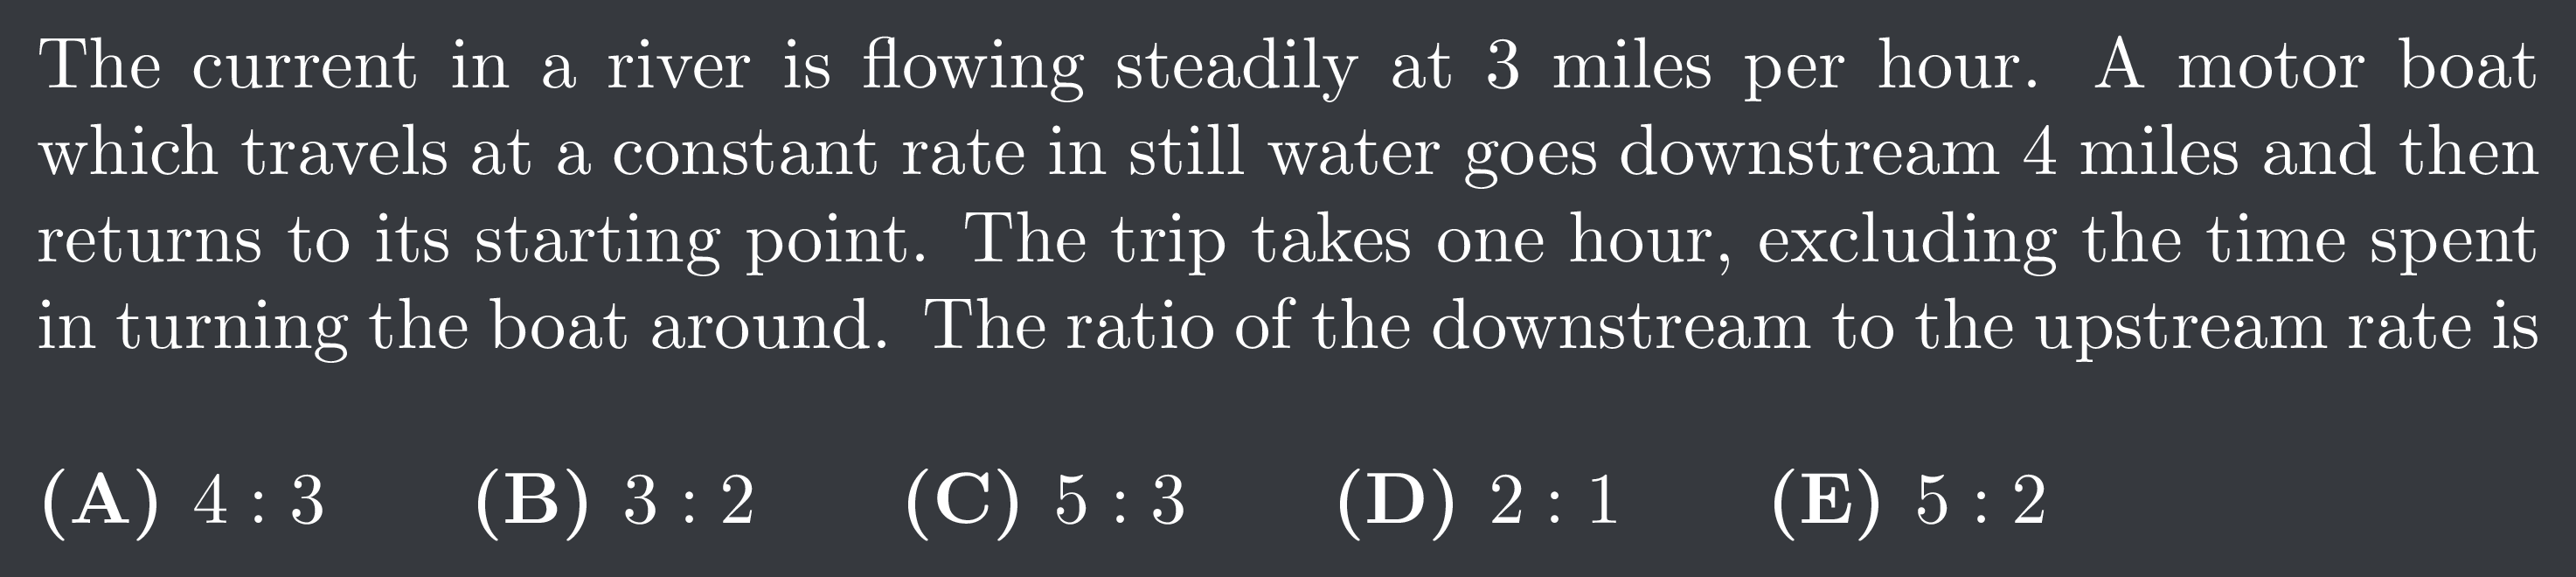 The current in a river is flowing steadily at 3 miles per hour. A motor boat
which travels at a constant rate in still water goes downstream 4 miles and then
returns to its starting point. The trip takes one hour, excluding the time spent
in turning the boat around. The ratio of the downstream to the upstream rate is
(A) 4 : 3 (B) 3 : 2 (C) 5 : 3 (D) 2 : 1 (E) 5 : 2